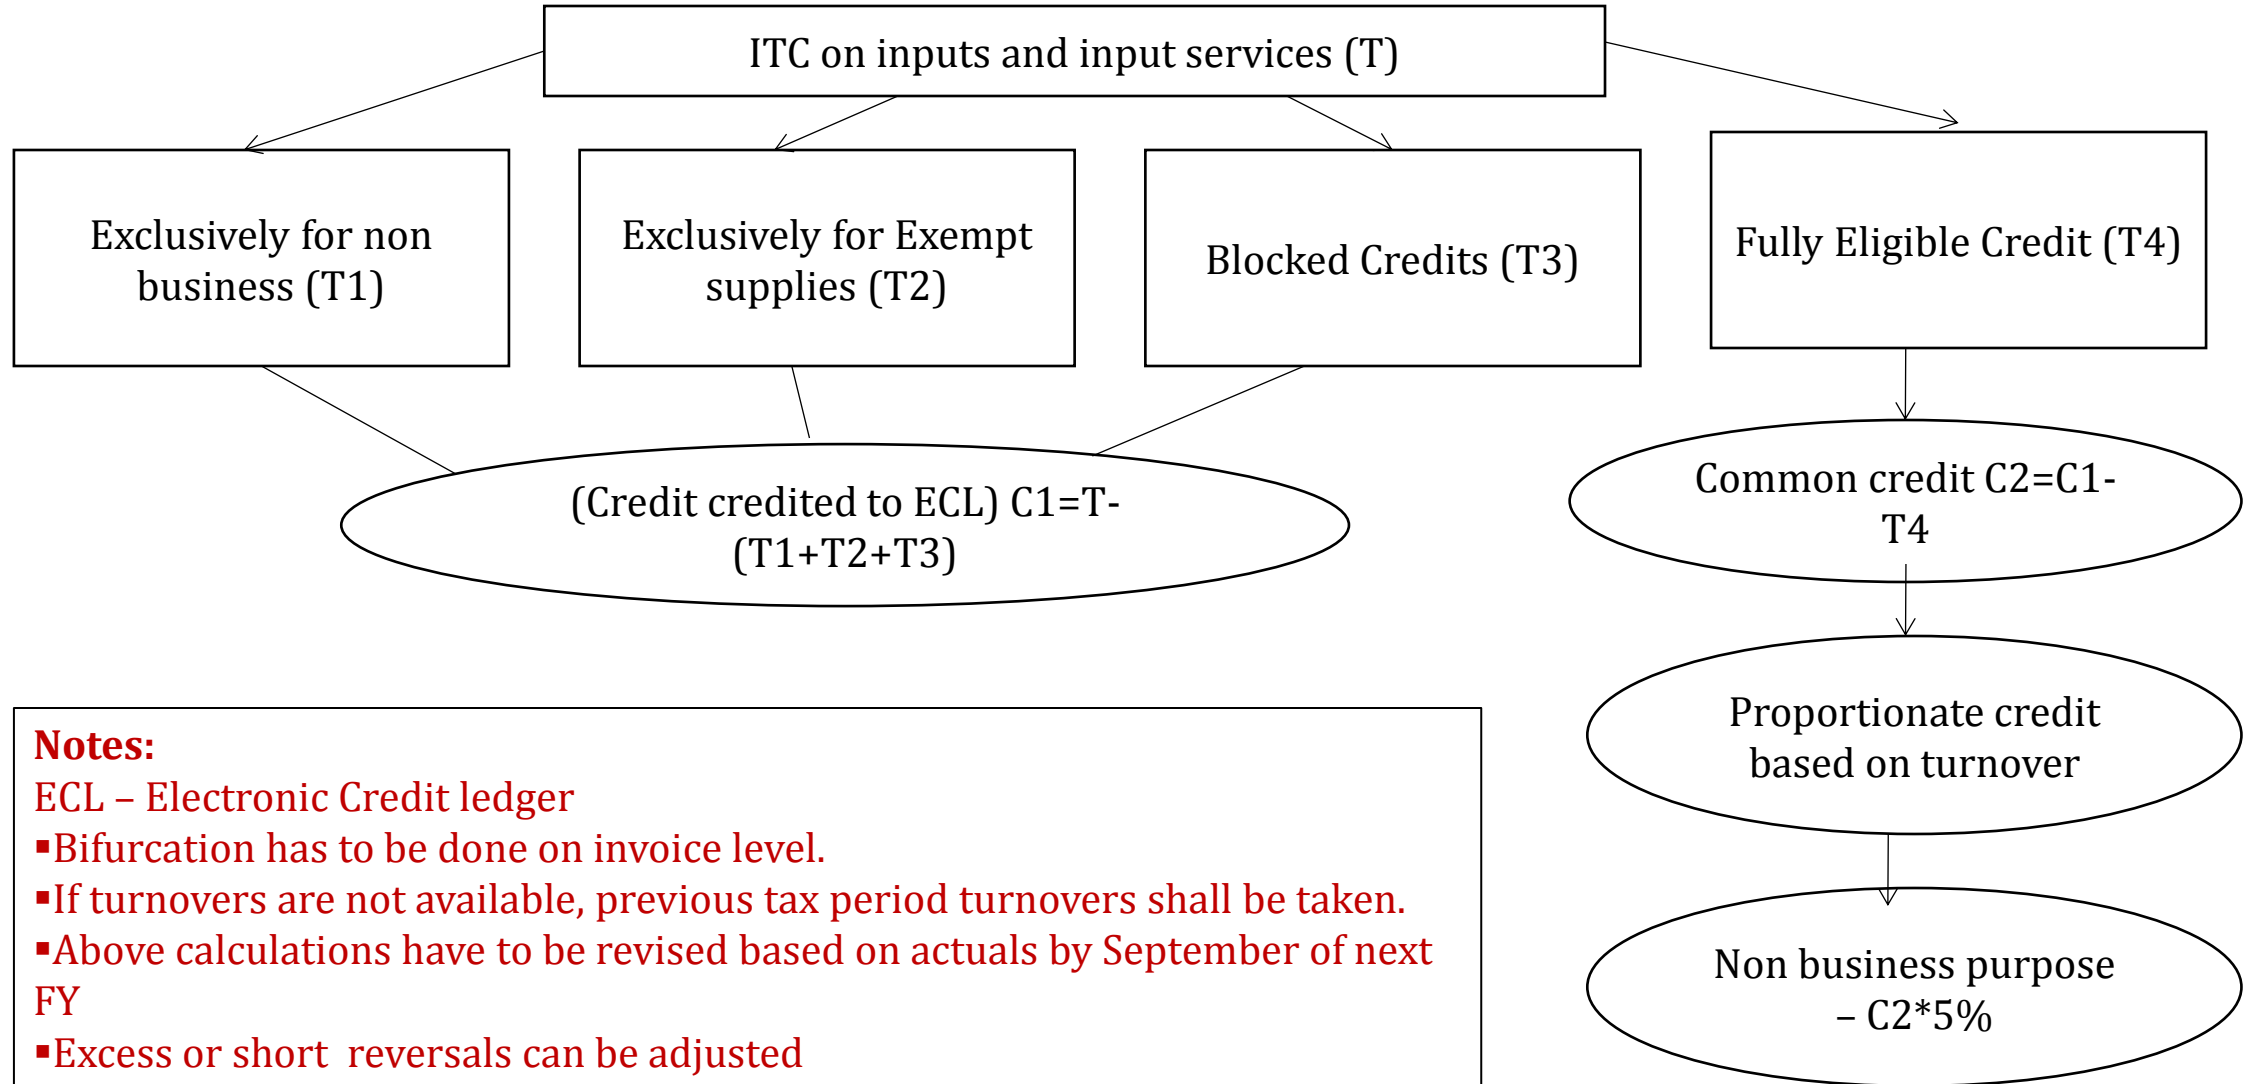 ITC on inputs and input services (T)
Exclusively for non
business (T1)
Exclusively for Exempt
supplies (T2)
Blocked Credits (T3)
Fully Eligible Credit (T4)
(Credit credited to ECL) C1=T-
(T1+T2+T3)
Common credit C2=C1-
T4
Proportionate credit
based on turnover
Non business purpose
– C2*5%
Notes:
ECL – Electronic Credit ledger
▪Bifurcation has to be done on invoice level.
▪If turnovers are not available, previous tax period turnovers shall be taken.
▪Above calculations have to be revised based on actuals by September of next
FY
▪Excess or short  reversals can be adjusted